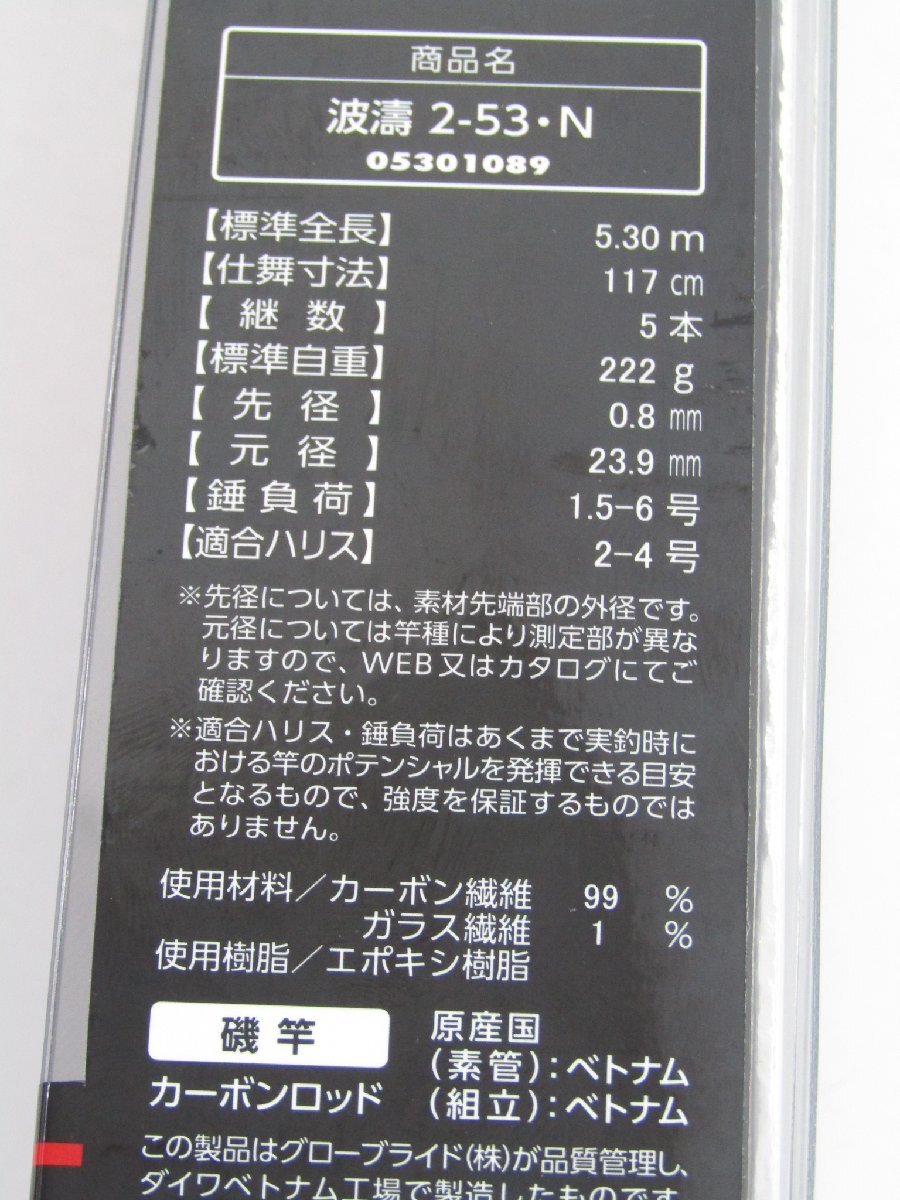 商品名
波濤 2-53・N
05301089
【標準全長】 5.30 m
【仕舞寸法】 117 cm
【継数】 5 本
【標準自重】 222 g
【先径】 0.8 mm
【元径】 23.9 mm
【錘負荷】 1.5-6 号
【適合ハリス】 2-4 号
※先径については、素材先端部の外径です。
元径については竿種により測定部が異な
りますので、WEB又はカタログにてご
確認ください。
※適合ハリス・錘負荷はあくまで実釣時に
おける竿のポテンシャルを発揮できる目安
となるもので、強度を保証するものでは
ありません。
使用材料／カーボン繊維 99 %
ガラス繊維 1 %
使用樹脂／エポキシ樹脂
磯竿 原産国
(素管):ベトナム
カーボンロッド (組立):ベトナム
この製品はグローブライド(株)が品質管理し、
ダイワベトナム工場で製造したものです